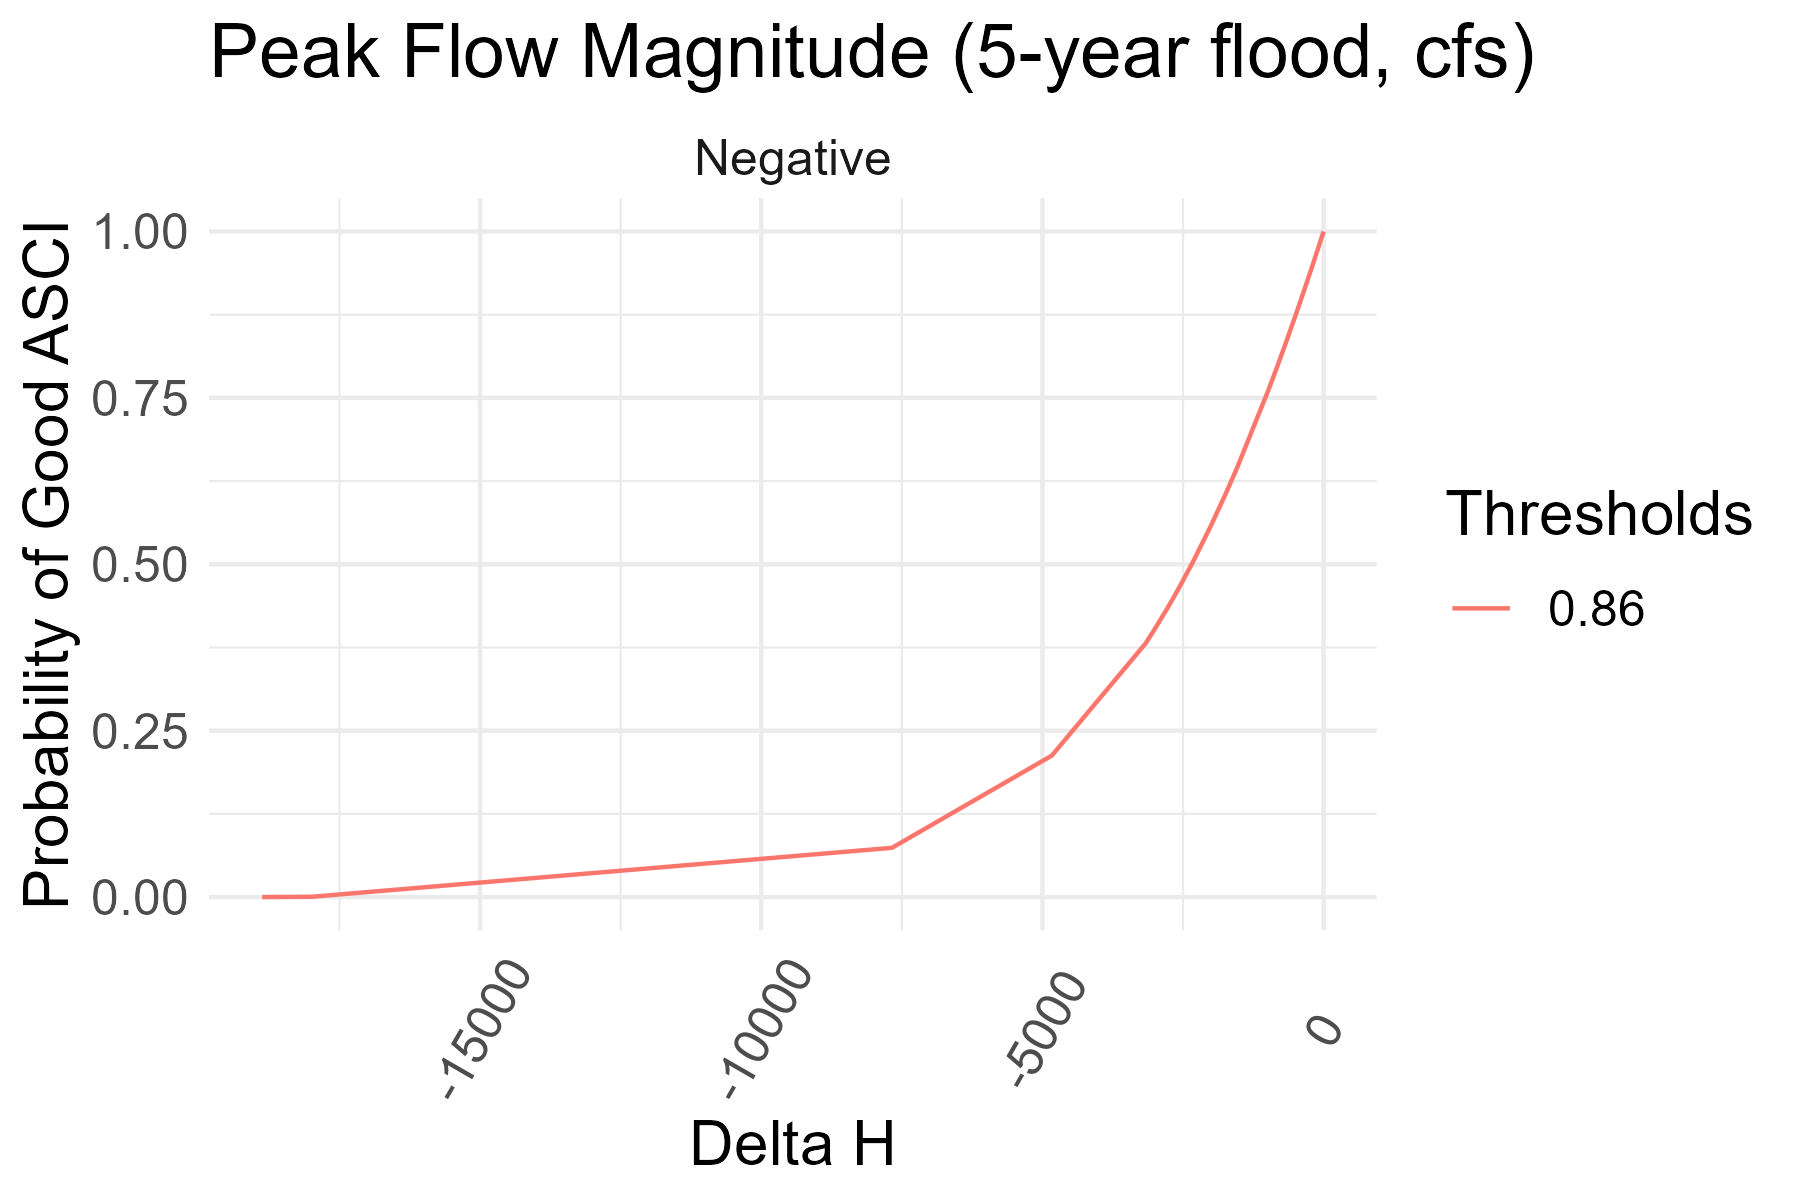 Peak Flow Magnitude (5-year flood, cfs)
Negative
Probability of Good ASCI
1.00
0.75
0.50
0.25
0.00
-15000
-10000
-5000
0
Delta H
Thresholds
0.86